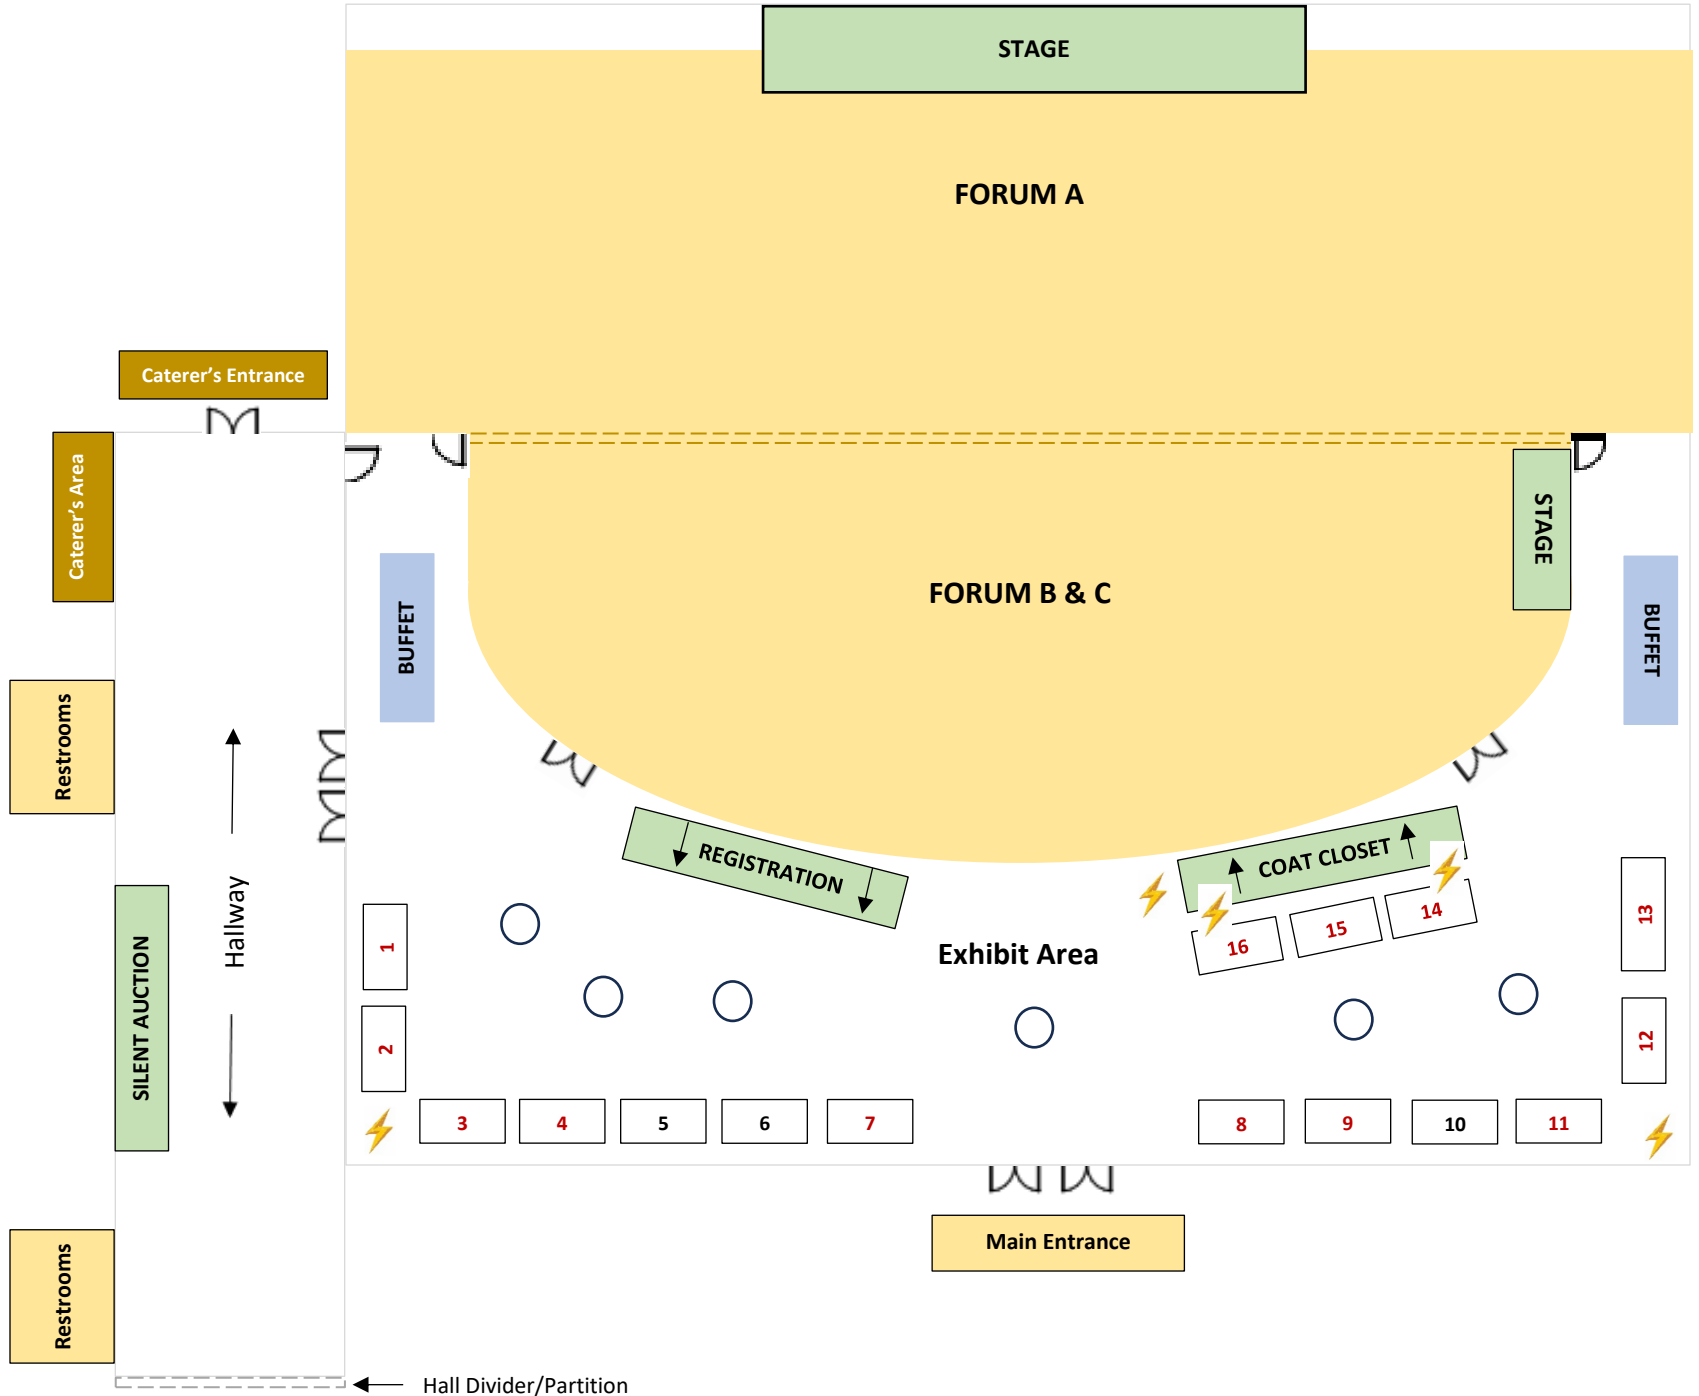 STAGE
FORUM A
Caterer's Entrance
Caterer's Area
STAGE
BUFFET
FORUM B & C
BUFFET
Restrooms
REGISTRATION
COAT CLOSET
Hallway
SILENT AUCTION
Exhibit Area
1
2
3
4
5
6
7
8
9
10
11
12
13
14
15
16
Main Entrance
Restrooms
Hall Divider/Partition